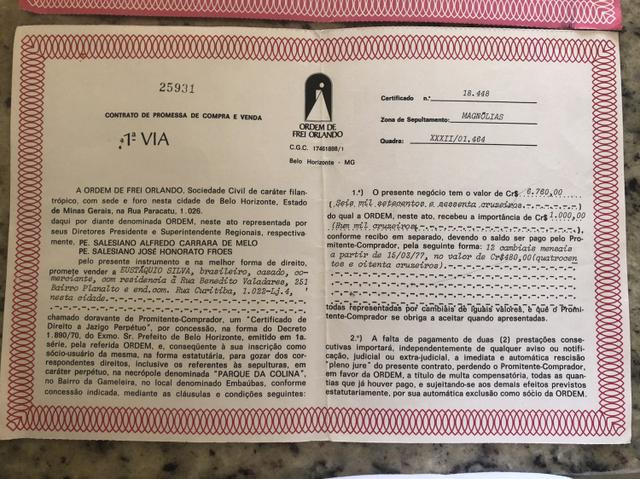 25931
CONTRATO DE PROMESSA DE COMPRA E VENDA
1ª VIA
ORDEM DE
FREI ORLANDO
C.G.C. 17461898/1
Belo Horizonte - MG
Certificado n.º 18.448
Zona de Sepultamento: MAGNÓLIAS
Quadra: XXXII/01.464
A ORDEM DE FREI ORLANDO, Sociedade Civil de caráter filan-
trópico, com sede e foro nesta cidade de Belo Horizonte, Estado
de Minas Gerais, na Rua Paracatu, 1.026.
daqui por diante denominada ORDEM, neste ato representada por
seus Diretores Presidente e Superintendente Regionais, respectiva-
mente.
PE. SALESIANO ALFREDO CARRARA DE MELO
PE. SALESIANO JOSÉ HONORATO FROES
pelo presente instrumento e na melhor forma de direito,
promete vender a EUSTÁQUIO SILVA, brasileiro, casado, co-
merciante, com residência à Rua Benedito Valadares, 251
Bairro Planalto e end.com. Rua Curitiba, 1.022-Lj.4,
nesta cidade.
chamado doravante de Promitente-Comprador, um "Certificado de
Direito a Jazigo Perpétuo", por concessão, na forma do Decreto
1.890/70, do Exmo. Sr. Prefeito de Belo Horizonte, emitido em 1a.
série, pela referida ORDEM, e, conseqüente à sua inscrição como
sócio-usuário da mesma, na forma estatutária, para gozar dos cor-
respondentes direitos, inclusive os referentes às sepulturas, em
caráter perpétuo, na necrópole denominada "PARQUE DA COLINA",
no Bairro da Gameleira, no local denominado Embaúbas, conforme
concessão indicada, mediante as cláusulas e condições seguintes:
1.ª) O presente negócio tem o valor de Cr$ 6.760,00
(Seis mil setecentos e sessenta cruzeiros
do qual a ORDEM, neste ato, recebeu a importância de Cr$ 1.000,00
(Hum mil cruzeiros
conforme recibo em separado, devendo o saldo ser pago pelo Pro-
mitente-Comprador, pela seguinte forma: 12 cambiais mensais
a partir de 15/03/77, no valor de CR$480,00(quatrocen
tos e oitenta cruzeiros)
todas representadas por cambiais de iguais valores, e que o Promi-
tente-Comprador se obriga a aceitar quando apresentadas.
2.ª) A falta de pagamento de duas (2) prestações conse-
cutivas importará, independentemente de qualquer aviso ou notifi-
cação, judicial ou extra-judicial, a imediata e automática rescisão
"pleno jure" do presente contrato, perdendo o Promitente-Comprador,
em favor da ORDEM, a título de multa compensatória, todas as quan-
tias que já houver pago, e sujeitando-se aos demais efeitos previstos
estatutariamente, por sua automática exclusão como sócio da ORDEM.